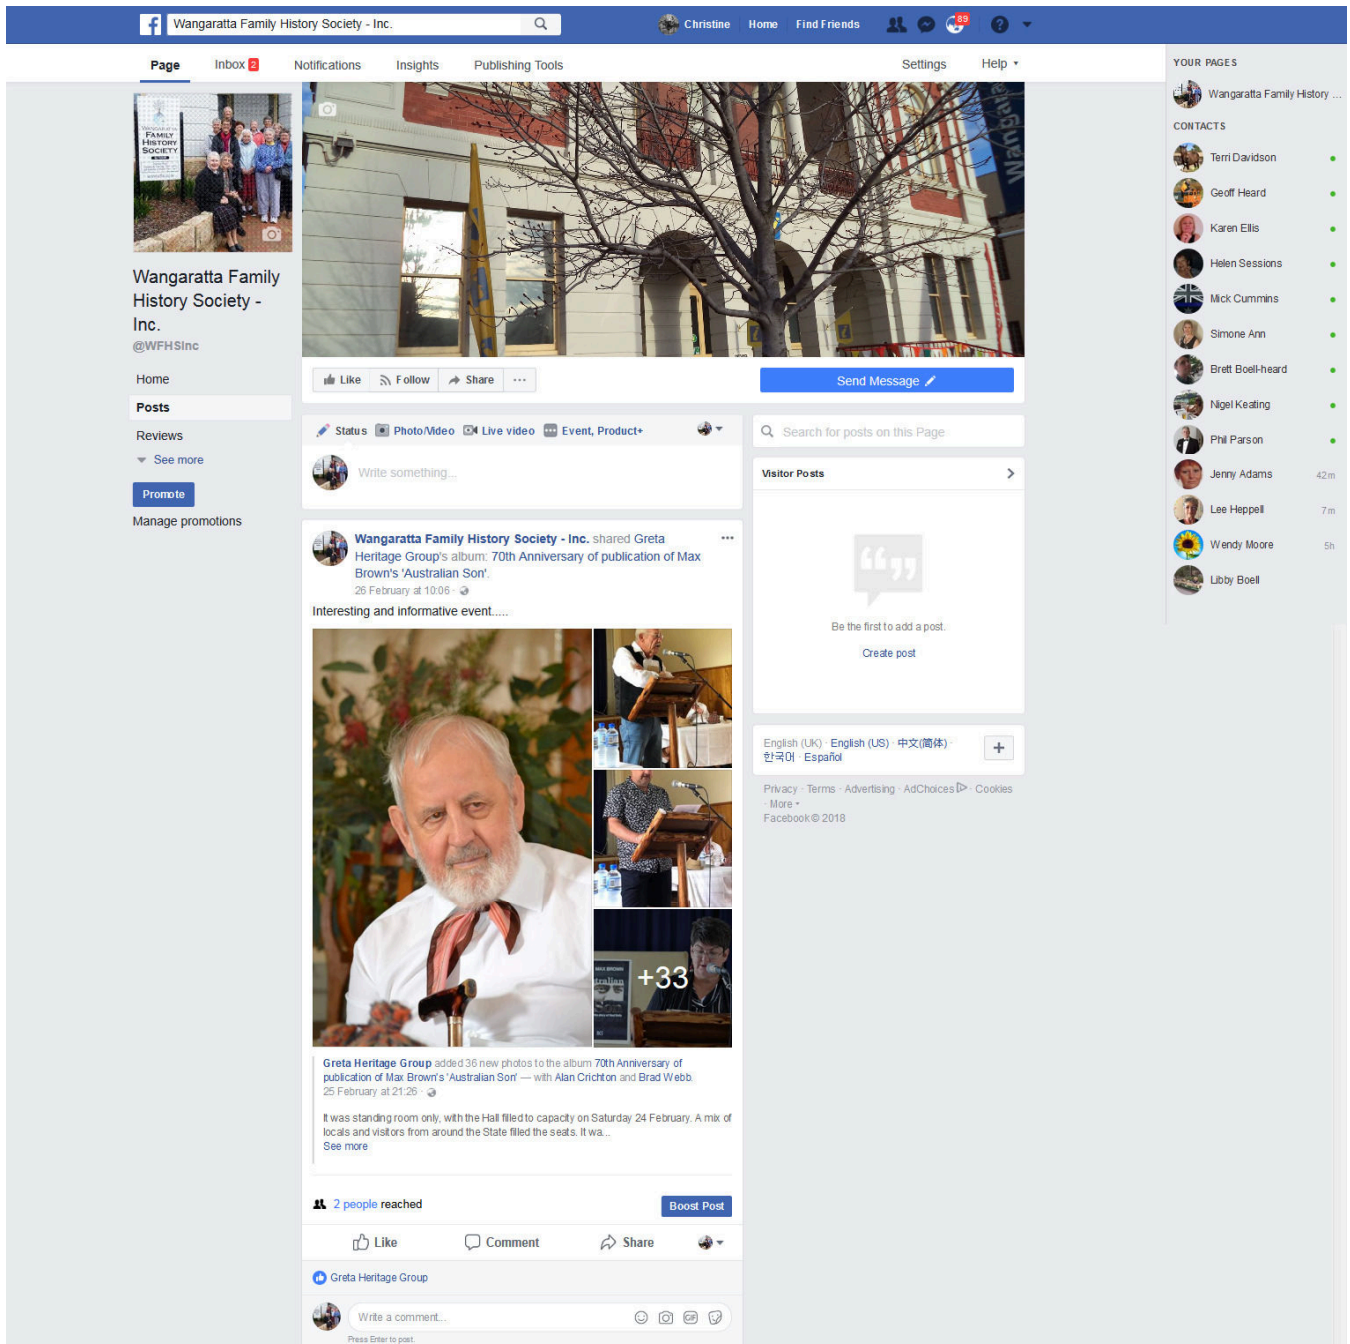 Wangaratta Family History Society - Inc.
Christine Home Find Friends 89
Page Inbox 2 Notifications Insights Publishing Tools Settings Help
WANGARATTA
FAMILY
HISTORY
SOCIETY
Wangaratta
Wangaratta Family
History Society -
Inc.
@WFHSInc
Home
Posts
Reviews
See more
Promote
Manage promotions
Like Follow Share ...
Send Message
Status Photo/Video Live video Event, Product+
Write something...
Wangaratta Family History Society - Inc. shared Greta
Heritage Group's album: 70th Anniversary of publication of Max
Brown's 'Australian Son'.
26 February at 10:06 ·
Interesting and informative event.....
MAX BROWN
+33
Greta Heritage Group added 36 new photos to the album 70th Anniversary of
publication of Max Brown's 'Australian Son' — with Alan Crichton and Brad Webb.
25 February at 21:26 ·
It was standing room only, with the Hall filled to capacity on Saturday 24 February. A mix of
locals and visitors from around the State filled the seats. It wa...
See more
2 people reached
Boost Post
Like Comment Share
Greta Heritage Group
Write a comment...
GIF
Press Enter to post.
Search for posts on this Page
Visitor Posts
Be the first to add a post.
Create post
English (UK) · English (US) · 中文(简体) ·
한국어 · Español
Privacy · Terms · Advertising · AdChoices · Cookies
· More
Facebook © 2018
YOUR PAGES
Wangaratta Family History ...
CONTACTS
Terri Davidson
Geoff Heard
Karen Ellis
Helen Sessions
Mick Cummins
Simone Ann
Brett Boell-heard
Nigel Keating
Phil Parson
Jenny Adams 42m
Lee Heppell 7m
Wendy Moore 5h
Libby Boell